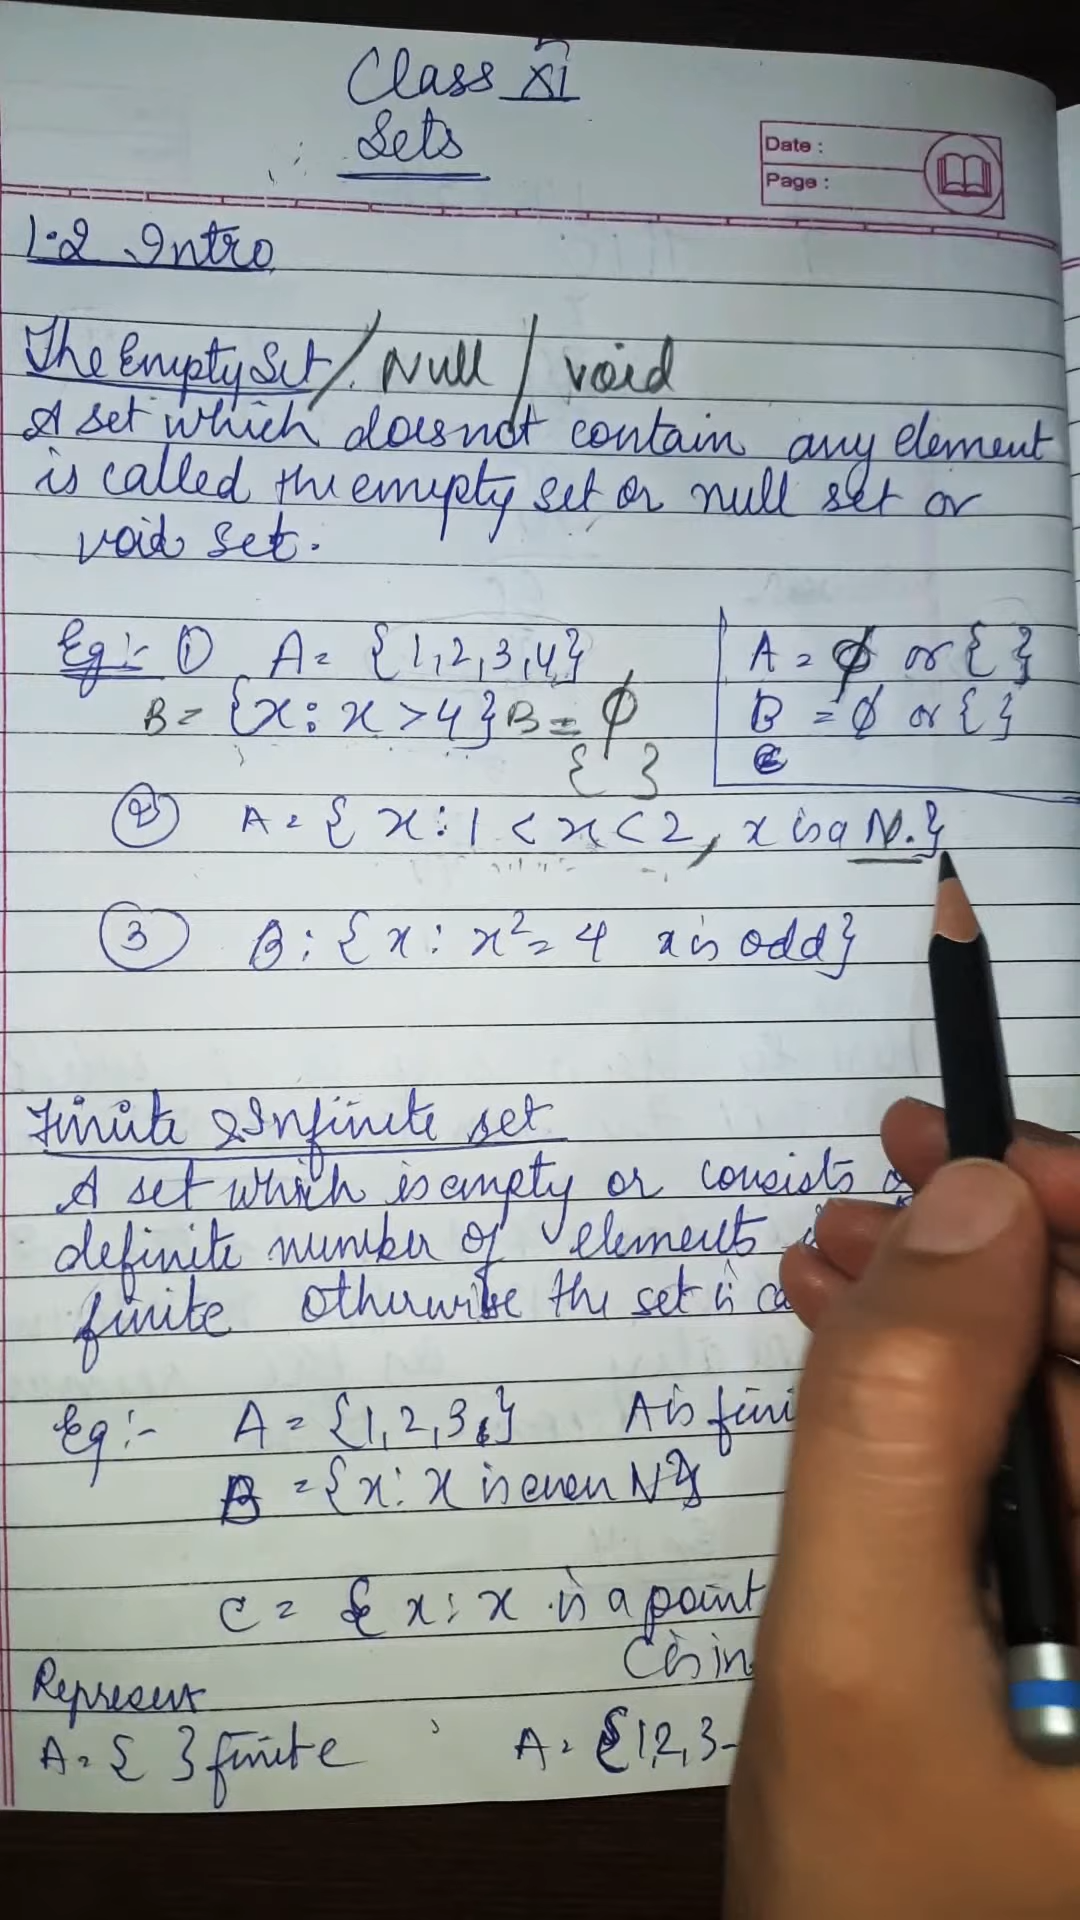 Class XI
Sets
Date :
Page :
1.2 Intro
The Empty Set / Null / void
A set which does not contain any element
is called the empty set or null set or
void set.
Eg:- ① A = {1,2,3,4}
B = {x : x > 4} B = ϕ
{ }
A = ϕ or { }
B = ϕ or { }
② A = { x : 1 < x < 2, x is a N.}
③ B : {x : x² = 4 x is odd}
Finite & Infinite set
A set which is empty or consists
definite number of elements
finite otherwise the set is
Eg:- A = {1,2,3,} A is
B = {x : x is even N}
C = { x : x is a point
C is
Represent
A = { } finite A = {1,2,3-